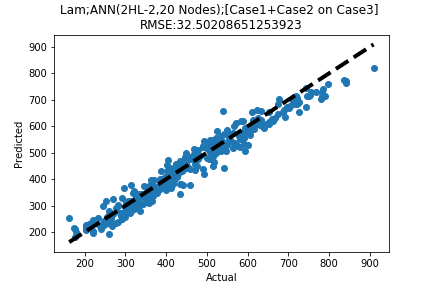 Lam;ANN(2HL-2,20 Nodes);[Case1+Case2 on Case3]
RMSE:32.50208651253923
900
800
700
600
500
400
300
200
Predicted
200 300 400 500 600 700 800 900
Actual